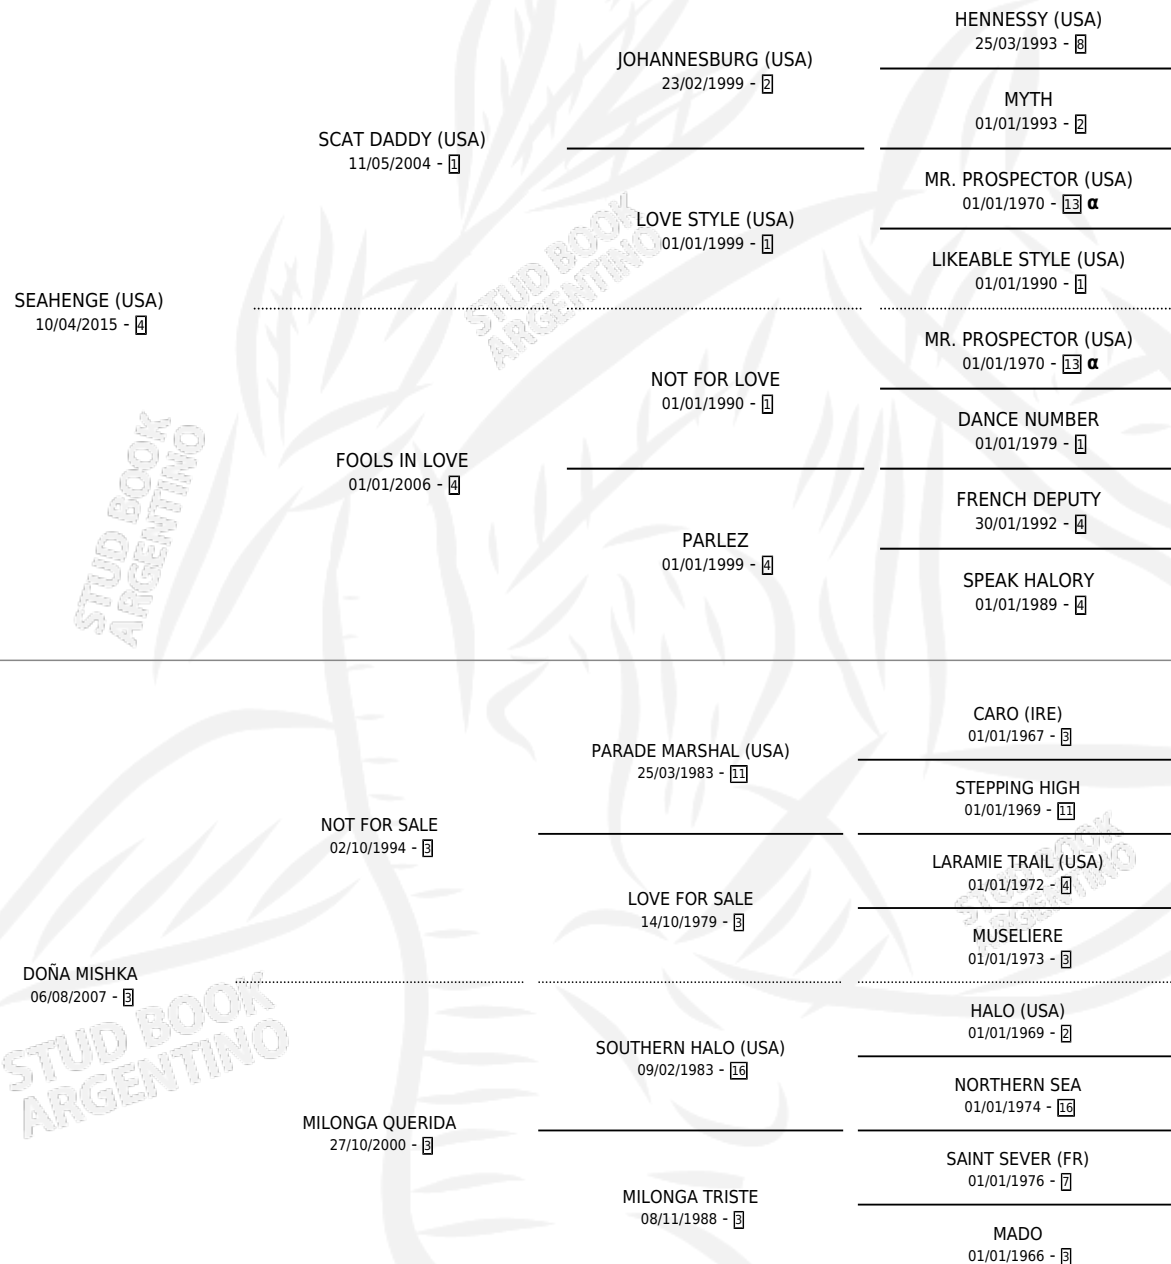 HENNESSY (USA)
25/03/1993 - 8
JOHANNESBURG (USA)
23/02/1999 - 2
MYTH
01/01/1993 - 2
SCAT DADDY (USA)
11/05/2004 - 1
MR. PROSPECTOR (USA)
01/01/1970 - 13 α
LOVE STYLE (USA)
01/01/1999 - 1
LIKEABLE STYLE (USA)
01/01/1990 - 1
SEAHENGE (USA)
10/04/2015 - 4
MR. PROSPECTOR (USA)
01/01/1970 - 13 α
NOT FOR LOVE
01/01/1990 - 1
DANCE NUMBER
01/01/1979 - 1
FOOLS IN LOVE
01/01/2006 - 4
FRENCH DEPUTY
30/01/1992 - 4
PARLEZ
01/01/1999 - 4
SPEAK HALORY
01/01/1989 - 4
CARO (IRE)
01/01/1967 - 3
PARADE MARSHAL (USA)
25/03/1983 - 11
STEPPING HIGH
01/01/1969 - 11
NOT FOR SALE
02/10/1994 - 3
LARAMIE TRAIL (USA)
01/01/1972 - 4
LOVE FOR SALE
14/10/1979 - 3
MUSELIERE
01/01/1973 - 3
DOÑA MISHKA
06/08/2007 - 3
HALO (USA)
01/01/1969 - 2
SOUTHERN HALO (USA)
09/02/1983 - 16
NORTHERN SEA
01/01/1974 - 16
MILONGA QUERIDA
27/10/2000 - 3
SAINT SEVER (FR)
01/01/1976 - 7
MILONGA TRISTE
08/11/1988 - 3
MADO
01/01/1966 - 3
STUD BOOK
ARGENTINO
STUD BOOK
ARGENTINO
STUD BOOK
ARGENTINO
STUD BOOK
ARGENTINO